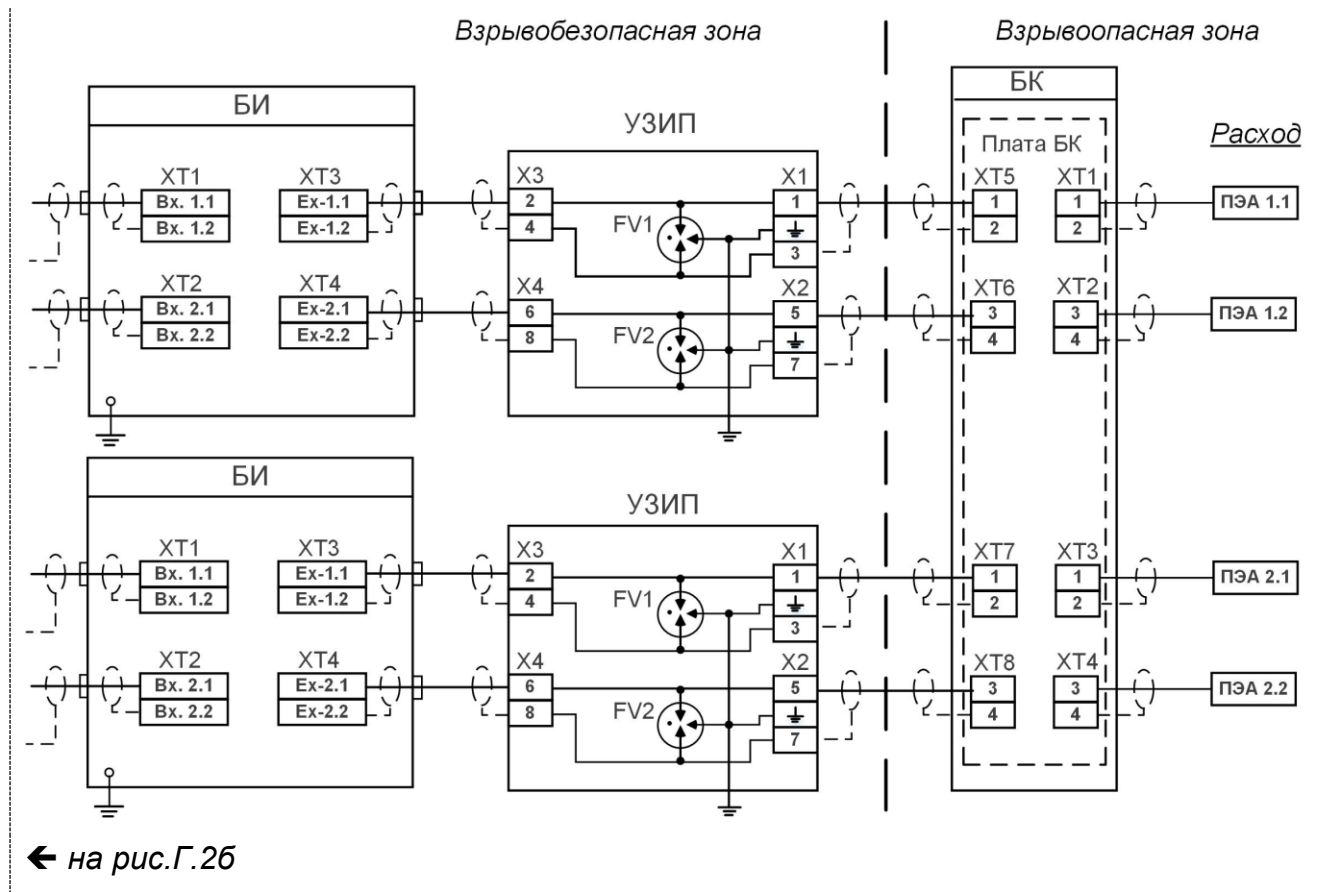 Взрывобезопасная зона
Взрывоопасная зона
БИ
УЗИП
БК
Плата БК
Расход
XT1
Вх. 1.1
Вх. 1.2
XT3
Ex-1.1
Ex-1.2
X3
2
4
FV1
X1
1
3
XT5
1
2
XT1
1
2
ПЭА 1.1
XT2
Вх. 2.1
Вх. 2.2
XT4
Ex-2.1
Ex-2.2
X4
6
8
FV2
X2
5
7
XT6
3
4
XT2
3
4
ПЭА 1.2
БИ
УЗИП
XT1
Вх. 1.1
Вх. 1.2
XT3
Ex-1.1
Ex-1.2
X3
2
4
FV1
X1
1
3
XT7
1
2
XT3
1
2
ПЭА 2.1
XT2
Вх. 2.1
Вх. 2.2
XT4
Ex-2.1
Ex-2.2
X4
6
8
FV2
X2
5
7
XT8
3
4
XT4
3
4
ПЭА 2.2
← на рис.Г.2б